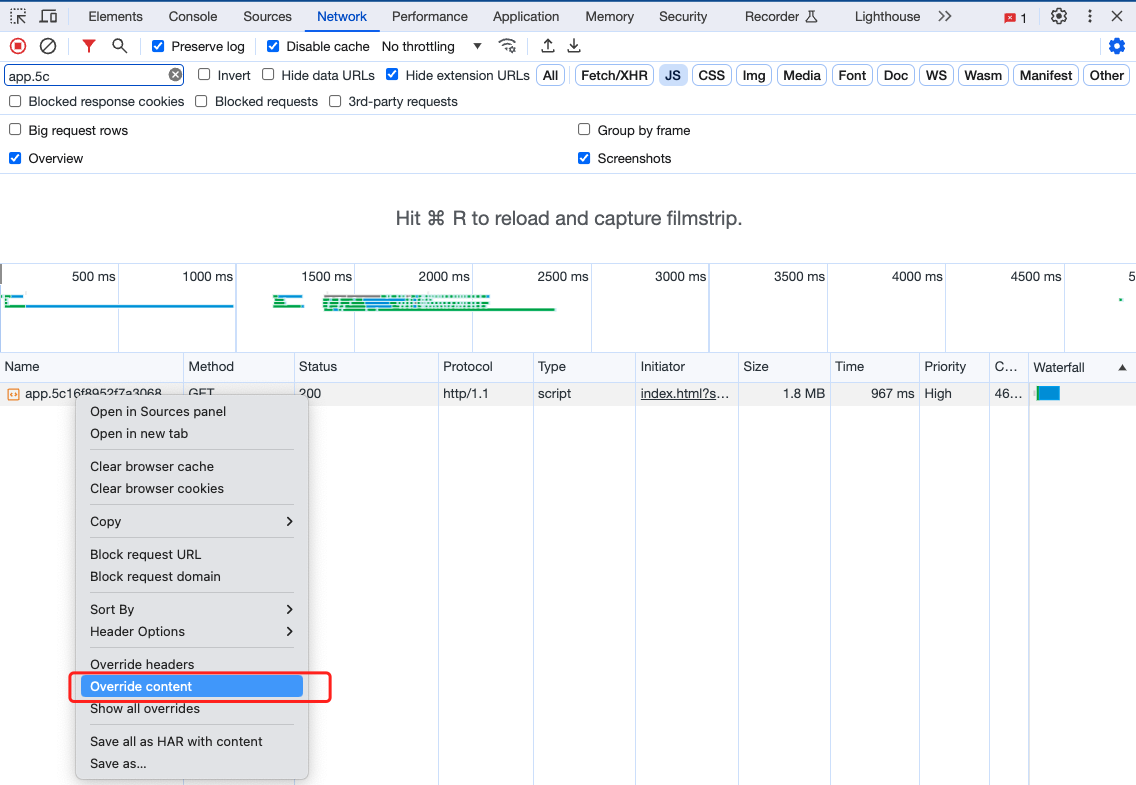 Elements Console Sources Network Performance Application Memory Security Recorder Lighthouse 1
Preserve log Disable cache No throttling
app.5c Invert Hide data URLs Hide extension URLs All Fetch/XHR JS CSS Img Media Font Doc WS Wasm Manifest Other
Blocked response cookies Blocked requests 3rd-party requests
Big request rows Group by frame
Overview Screenshots
Hit ⌘ R to reload and capture filmstrip.
500 ms 1000 ms 1500 ms 2000 ms 2500 ms 3000 ms 3500 ms 4000 ms 4500 ms 5
Name Method Status Protocol Type Initiator Size Time Priority C... Waterfall
app.5c16f8952f7a3068 GET 200 http/1.1 script index.html?s... 1.8 MB 967 ms High 46...
Open in Sources panel
Open in new tab
Clear browser cache
Clear browser cookies
Copy
Block request URL
Block request domain
Sort By
Header Options
Override headers
Override content
Show all overrides
Save all as HAR with content
Save as...